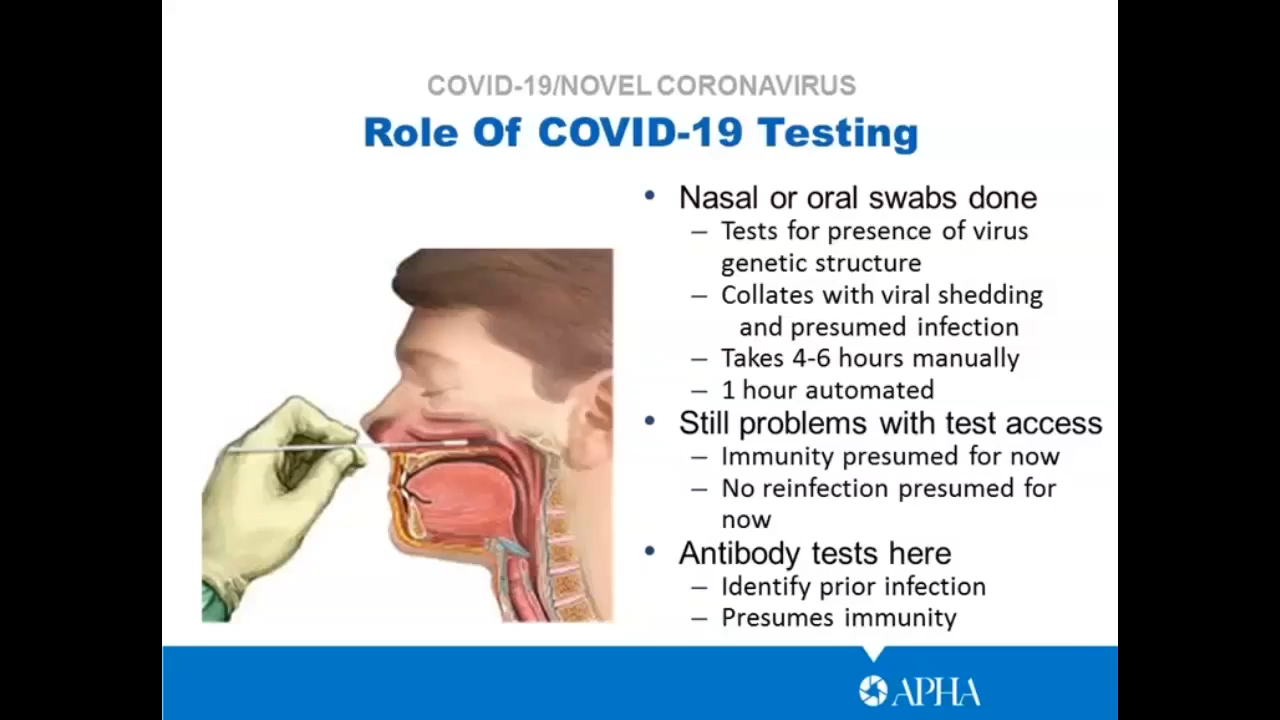 COVID-19/NOVEL CORONAVIRUS
Role Of COVID-19 Testing
• Nasal or oral swabs done
– Tests for presence of virus
genetic structure
– Collates with viral shedding
and presumed infection
– Takes 4-6 hours manually
– 1 hour automated
• Still problems with test access
– Immunity presumed for now
– No reinfection presumed for
now
• Antibody tests here
– Identify prior infection
– Presumes immunity
APHA